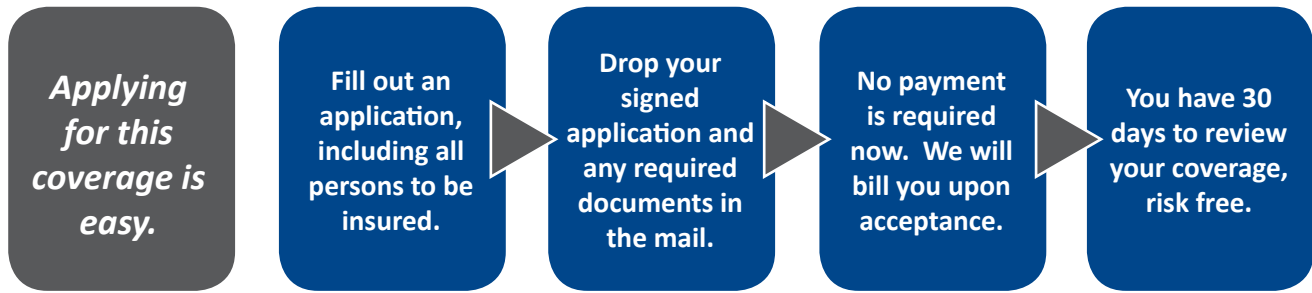 Applying
for this
coverage is
easy.
Fill out an
application,
including all
persons to be
insured.
Drop your
signed
application and
any required
documents in
the mail.
No payment
is required
now.  We will
bill you upon
acceptance.
You have 30
days to review
your coverage,
risk free.